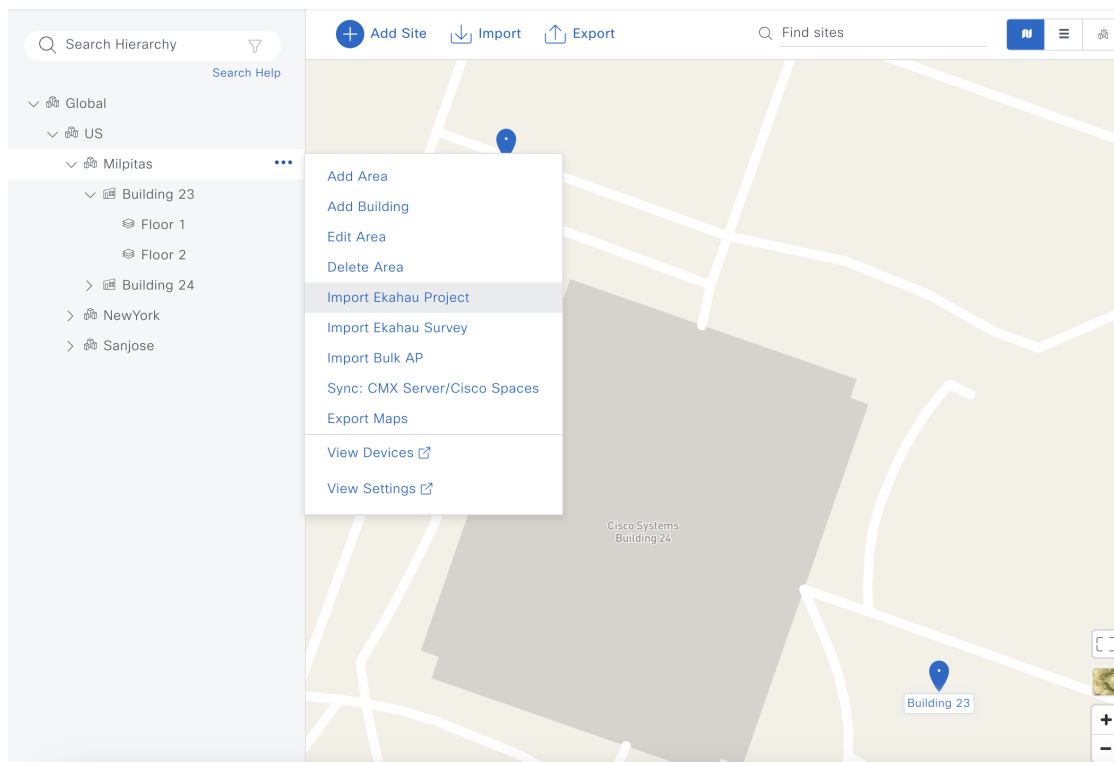 Search Hierarchy
Search Help
Global
US
Milpitas
Building 23
Floor 1
Floor 2
Building 24
NewYork
Sanjose
Add Site
Import
Export
Find sites
Add Area
Add Building
Edit Area
Delete Area
Import Ekahau Project
Import Ekahau Survey
Import Bulk AP
Sync: CMX Server/Cisco Spaces
Export Maps
View Devices
View Settings
Cisco Systems
Building 24
Building 23